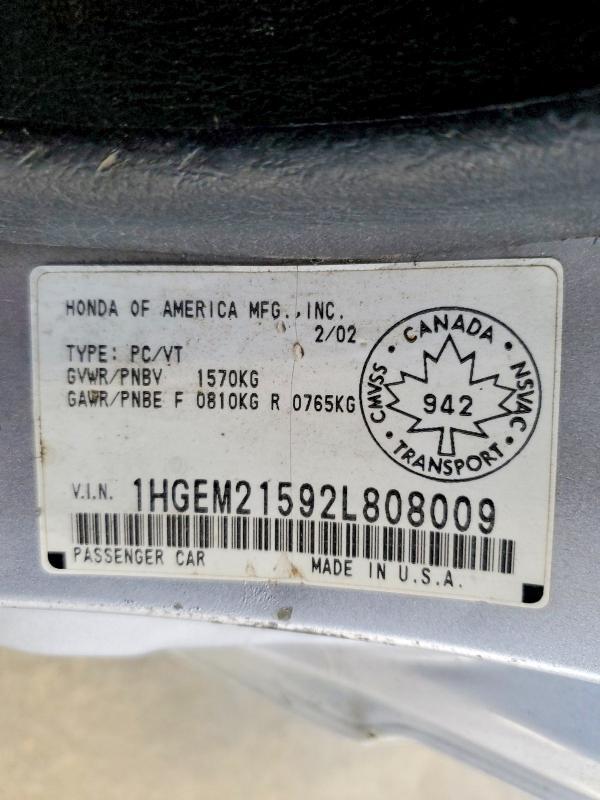 HONDA OF AMERICA MFG., INC.
2/02
TYPE: PC/VT
GVWR/PNBV 1570KG
GAWR/PNBE F 0810KG R 0765KG
CMVSS • CANADA • NSVAC • TRANSPORT •
942
V.I.N. 1HGEM21592L808009
PASSENGER CAR MADE IN U.S.A.